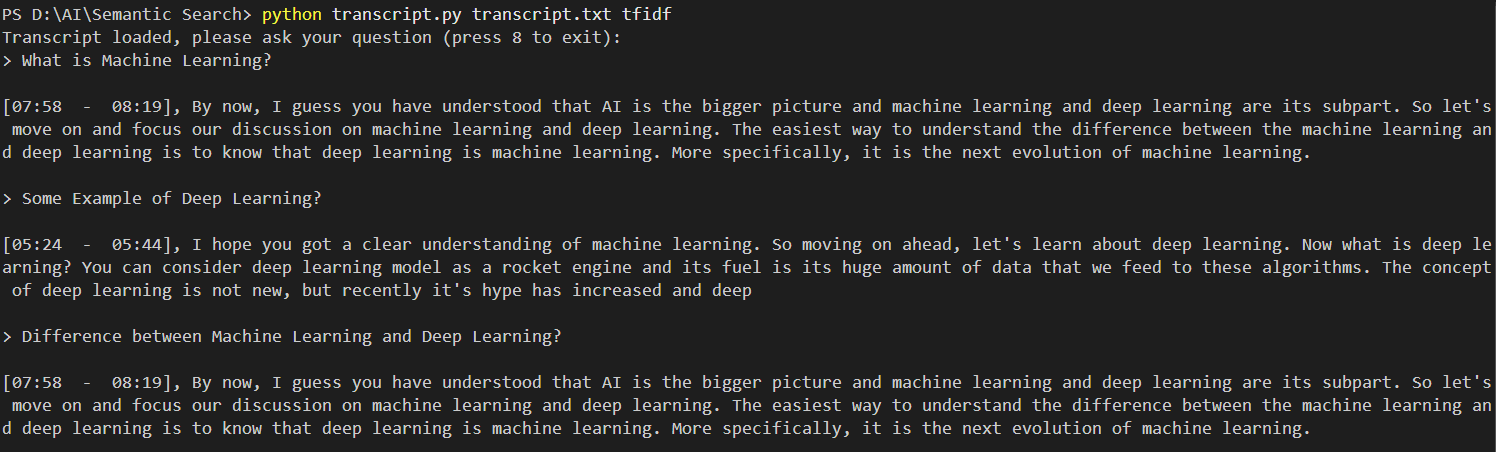 PS D:\AI\Semantic Search> python transcript.py transcript.txt tfidf
Transcript loaded, please ask your question (press 8 to exit):
> What is Machine Learning?
[07:58  -  08:19], By now, I guess you have understood that AI is the bigger picture and machine learning and deep learning are its subpart. So let's
 move on and focus our discussion on machine learning and deep learning. The easiest way to understand the difference between the machine learning an
d deep learning is to know that deep learning is machine learning. More specifically, it is the next evolution of machine learning.
> Some Example of Deep Learning?
[05:24  -  05:44], I hope you got a clear understanding of machine learning. So moving on ahead, let's learn about deep learning. Now what is deep le
arning? You can consider deep learning model as a rocket engine and its fuel is its huge amount of data that we feed to these algorithms. The concept
 of deep learning is not new, but recently it's hype has increased and deep
> Difference between Machine Learning and Deep Learning?
[07:58  -  08:19], By now, I guess you have understood that AI is the bigger picture and machine learning and deep learning are its subpart. So let's
 move on and focus our discussion on machine learning and deep learning. The easiest way to understand the difference between the machine learning an
d deep learning is to know that deep learning is machine learning. More specifically, it is the next evolution of machine learning.